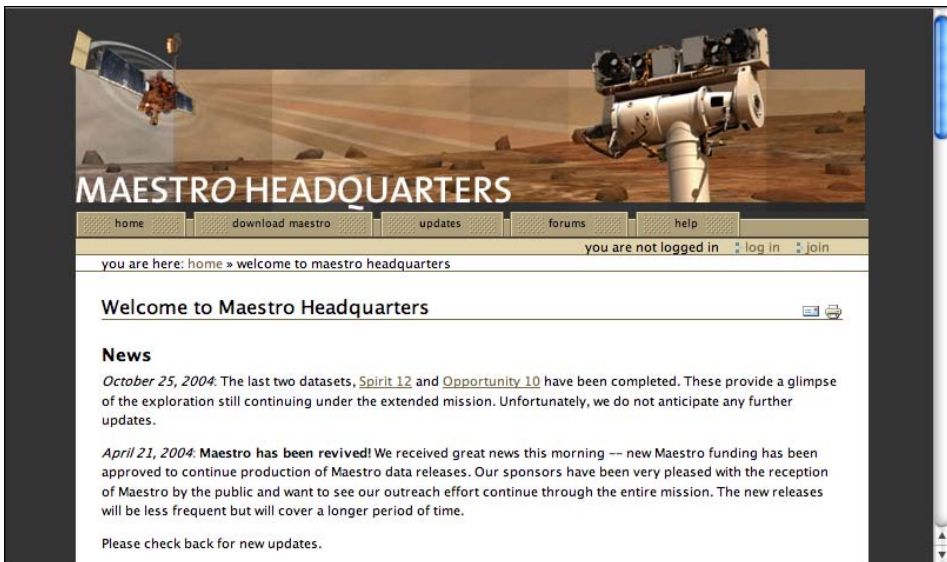 MAESTRO HEADQUARTERS
home download maestro updates forums help
you are not logged in log in join
you are here: home » welcome to maestro headquarters
Welcome to Maestro Headquarters
News
October 25, 2004: The last two datasets, Spirit 12 and Opportunity 10 have been completed. These provide a glimpse
of the exploration still continuing under the extended mission. Unfortunately, we do not anticipate any further
updates.
April 21, 2004: Maestro has been revived! We received great news this morning -- new Maestro funding has been
approved to continue production of Maestro data releases. Our sponsors have been very pleased with the reception
of Maestro by the public and want to see our outreach effort continue through the entire mission. The new releases
will be less frequent but will cover a longer period of time.
Please check back for new updates.